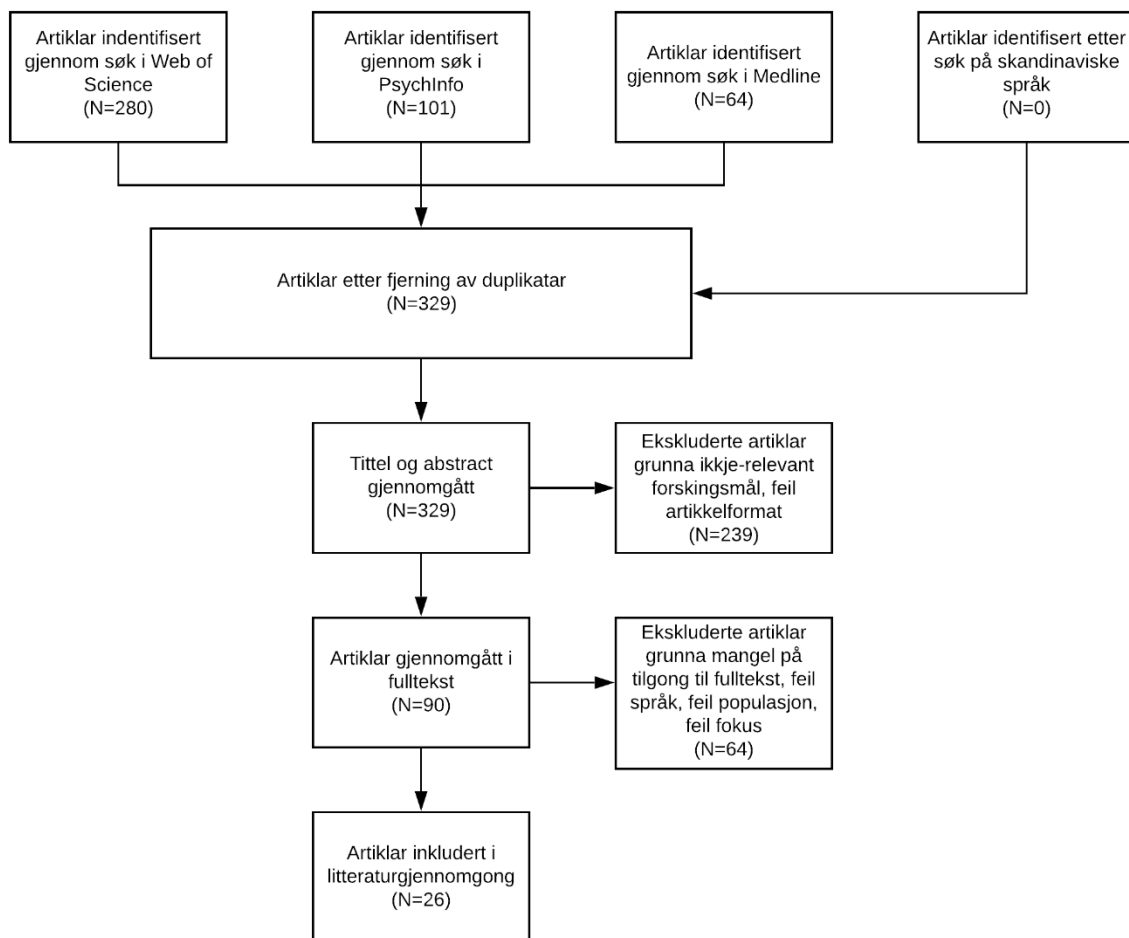 Artiklar indentifisert
gjennom søk i Web of
Science
(N=280)
Artiklar identifisert
gjennom søk i
PsychInfo
(N=101)
Artiklar identifisert
gjennom søk i Medline
(N=64)
Artiklar identifisert etter
søk på skandinaviske
språk
(N=0)
Artiklar etter fjerning av duplikatar
(N=329)
Tittel og abstract
gjennomgått
(N=329)
Ekskluderte artiklar
grunna ikkje-relevant
forskingsmål, feil
artikkelformat
(N=239)
Artiklar gjennomgått i
fulltekst
(N=90)
Ekskluderte artiklar
grunna mangel på
tilgong til fulltekst, feil
språk, feil populasjon,
feil fokus
(N=64)
Artiklar inkludert i
litteraturgjennomgong
(N=26)